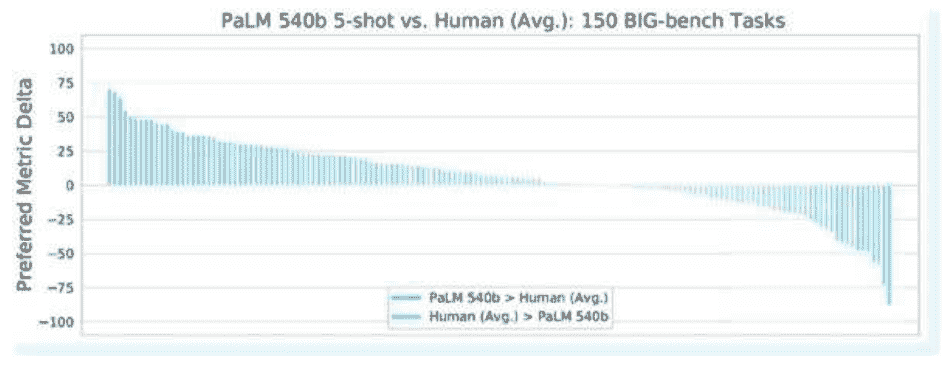 PaLM 540b 5-shot vs. Human (Avg.): 150 BIG-bench Tasks
Preferred Metric Delta
100
75
50
25
0
−25
−50
−75
−100
PaLM 540b > Human (Avg.)
Human (Avg.) > PaLM 540b